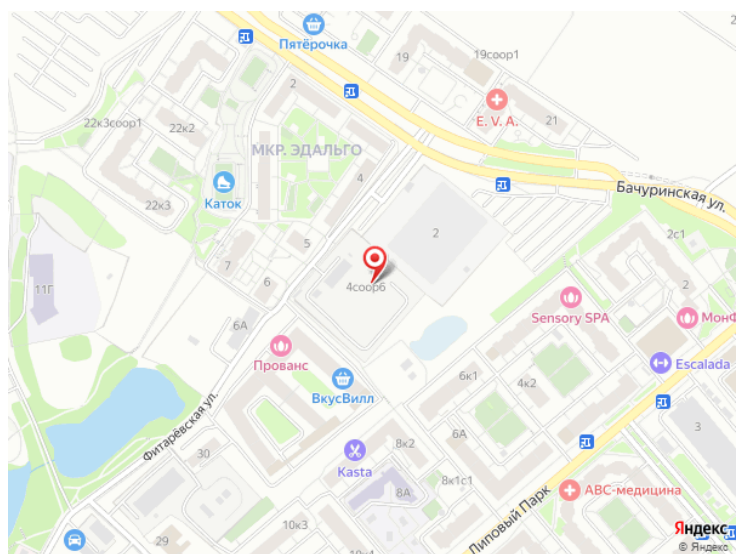 Пятёрочка
19
19соор1
2
22к3соор1
22к2
E. V. A.
21
МКР. ЭДАЛЬГО
4
Каток
22к3
Бачуринская ул.
2
2с1
5
7
6
11Г
4соор6
2
Sensory SPA
МонФ
6А
Прованс
Escalada
ВкусВилл
6к1
4к2
Фитарёвская ул.
30
Kasta
8к2
6А
3
8к1с1
8А
АВС-медицина
Липовый Парк
29
10к3
Яндекс
© Яндекс